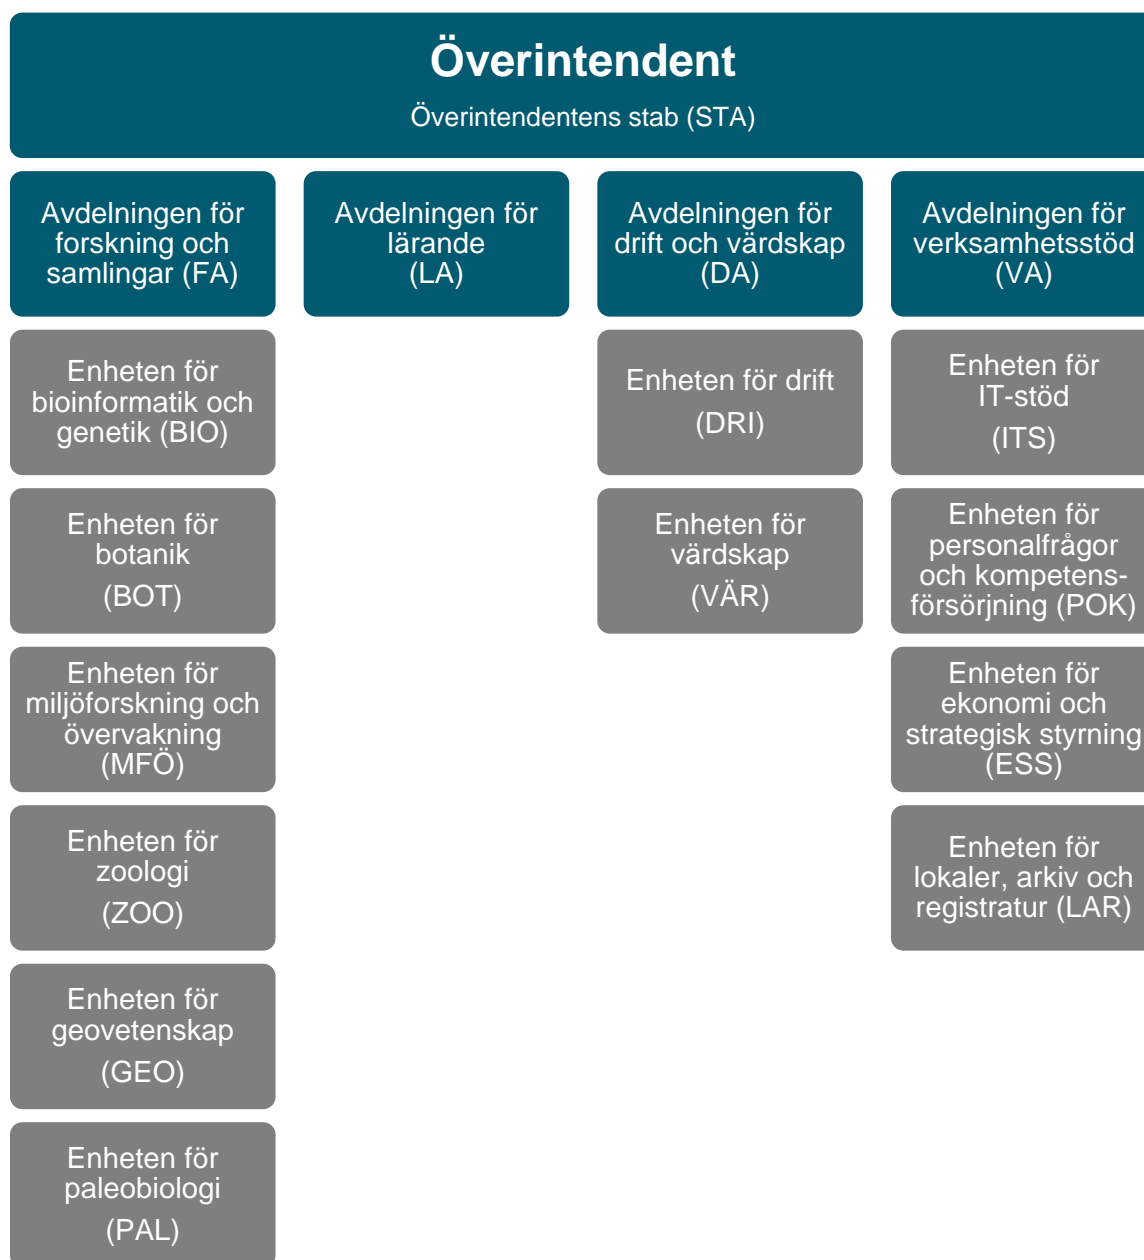 Överintendent
Överintendentens stab (STA)
Avdelningen för
forskning och
samlingar (FA)
Avdelningen för
lärande
(LA)
Avdelningen för
drift och värdskap
(DA)
Avdelningen för
verksamhetsstöd
(VA)
Enheten för
bioinformatik och
genetik (BIO)
Enheten för
botanik
(BOT)
Enheten för
miljöforskning och
övervakning
(MFÖ)
Enheten för
zoologi
(ZOO)
Enheten för
geovetenskap
(GEO)
Enheten för
paleobiologi
(PAL)
Enheten för drift
(DRI)
Enheten för
värdskap
(VÄR)
Enheten för
IT-stöd
(ITS)
Enheten för
personalfrågor
och kompetens-
försörjning (POK)
Enheten för
ekonomi och
strategisk styrning
(ESS)
Enheten för
lokaler, arkiv och
registratur (LAR)